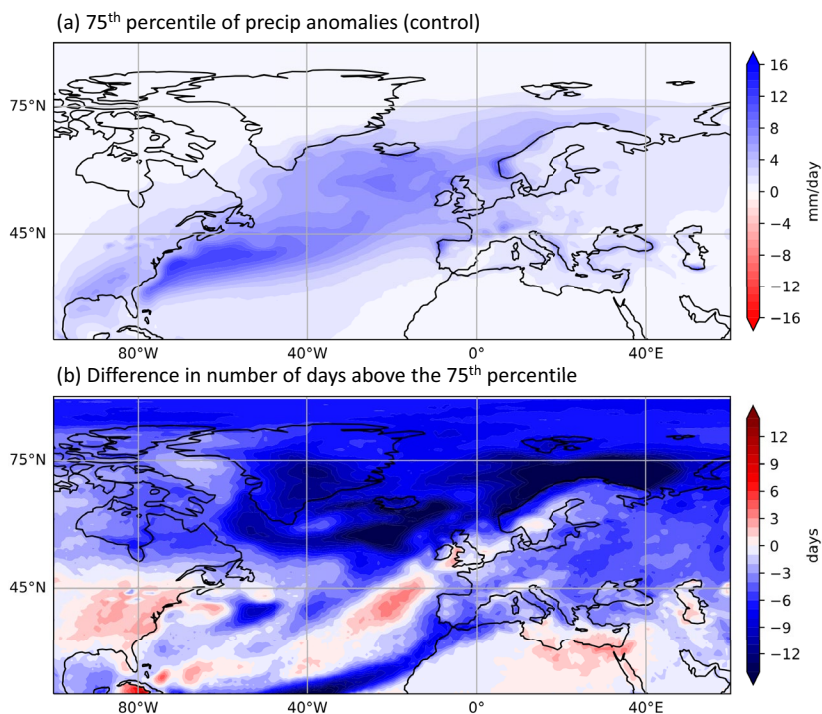 (a) 75th percentile of precip anomalies (control)
75°N
45°N
80°W 40°W 0° 40°E
16
12
8
4
0
−4
−8
−12
−16
mm/day
(b) Difference in number of days above the 75th percentile
75°N
45°N
80°W 40°W 0° 40°E
12
9
6
3
0
−3
−6
−9
−12
days